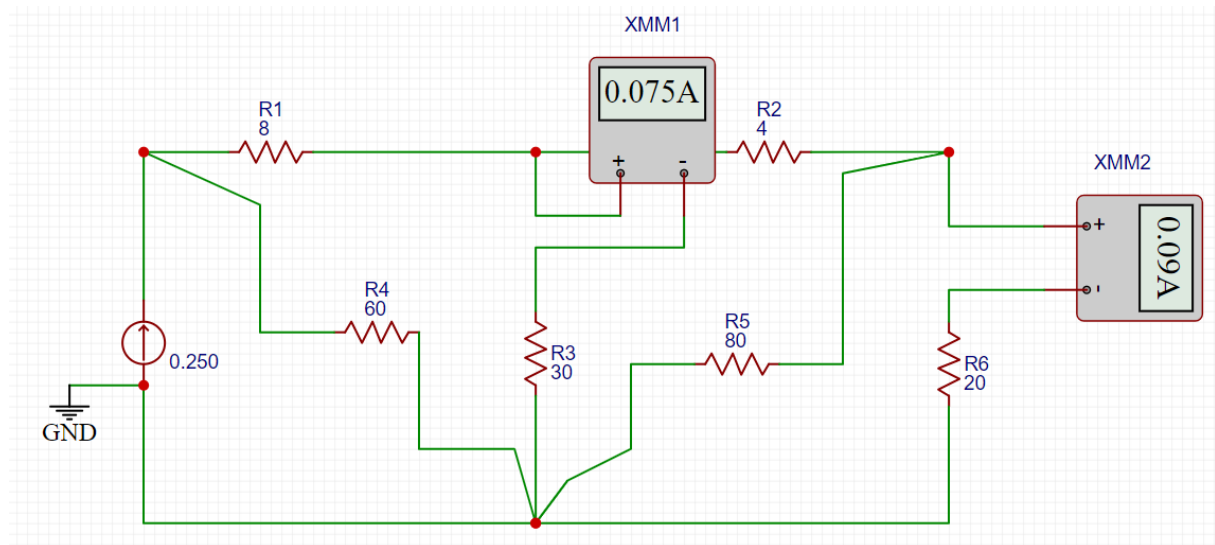 XMM1
0.075A
+ -
R1
8
R2
4
XMM2
+
-
0.09A
R4
60
R5
80
R3
30
R6
20
0.250
GND